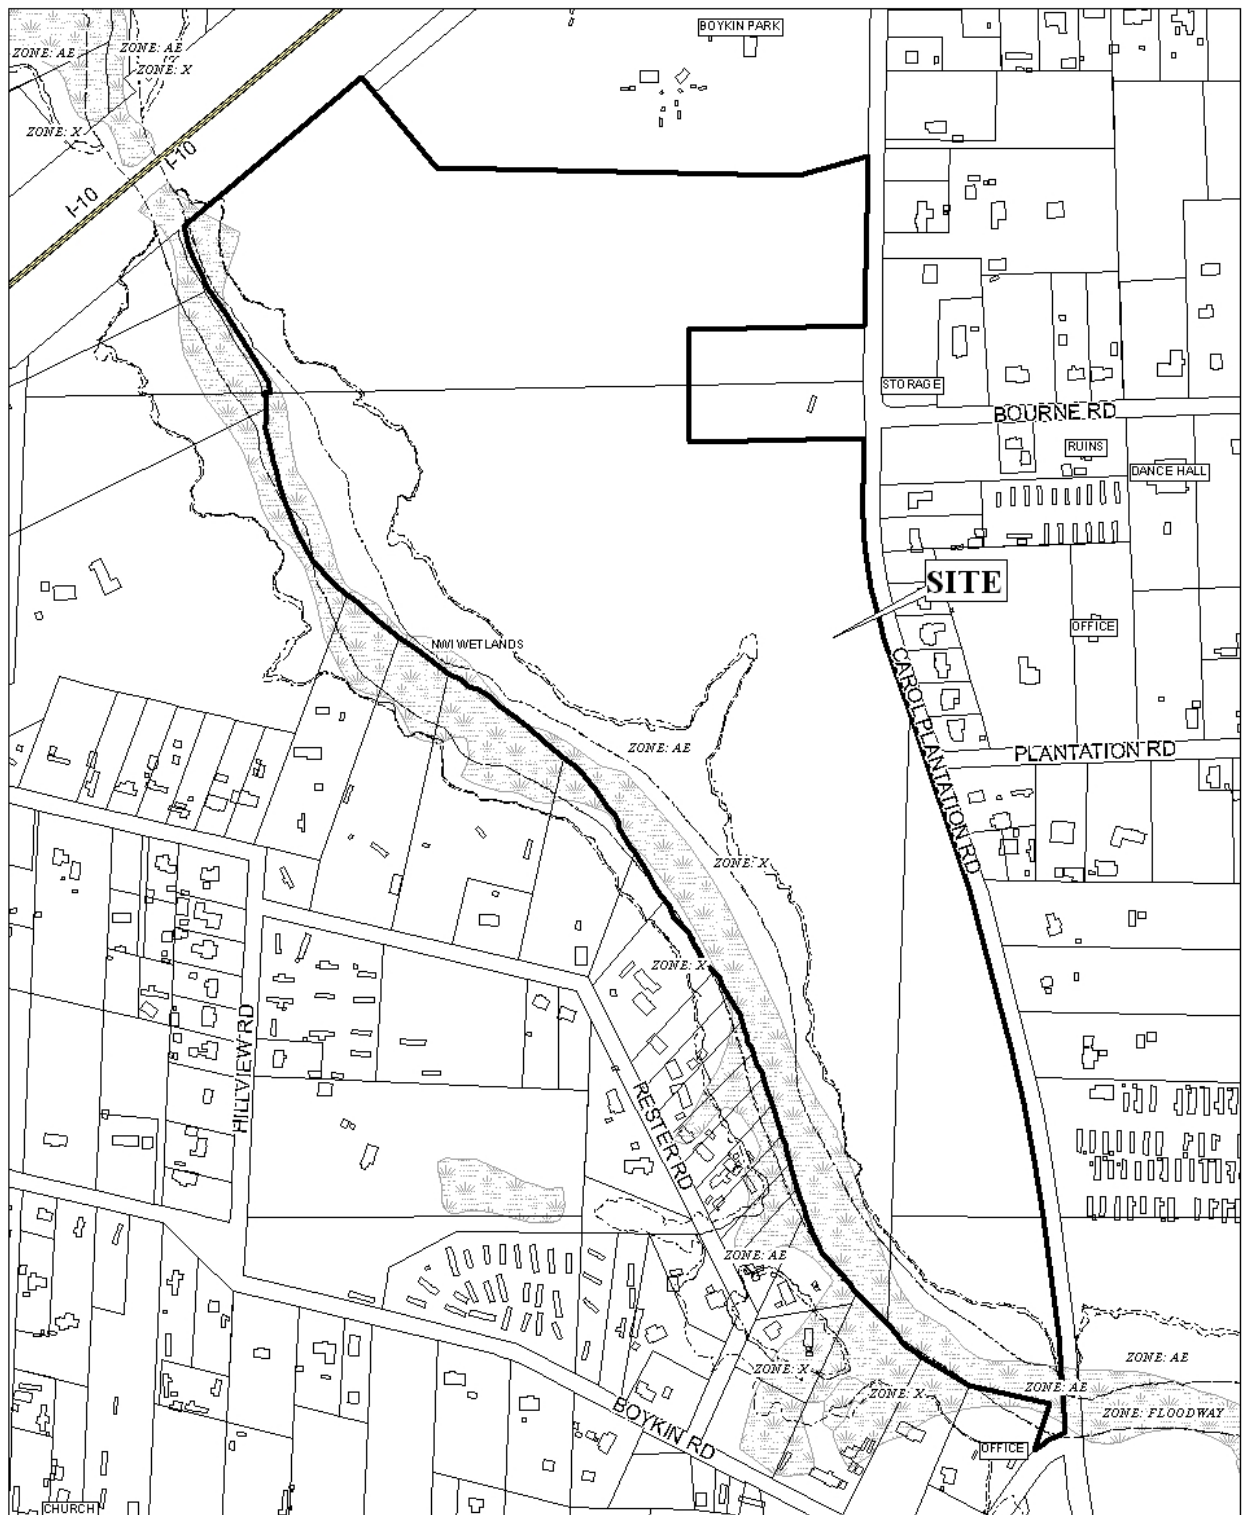 BOYKIN PARK
ZONE: AE
ZONE: AE
ZONE: X
ZONE: X
I-10
I-10
STORAGE
BOURNE RD
RUINS
DANCE HALL
SITE
OFFICE
NWI WETLANDS
CAROL PLANTATION RD
ZONE: AE
PLANTATION RD
ZONE: X
ZONE: X
HILLVIEW RD
RESTER RD
ZONE: AE
ZONE: AE
ZONE: X
ZONE: X
ZONE: AE
ZONE: FLOODWAY
BOYKIN RD
OFFICE
CHURCH